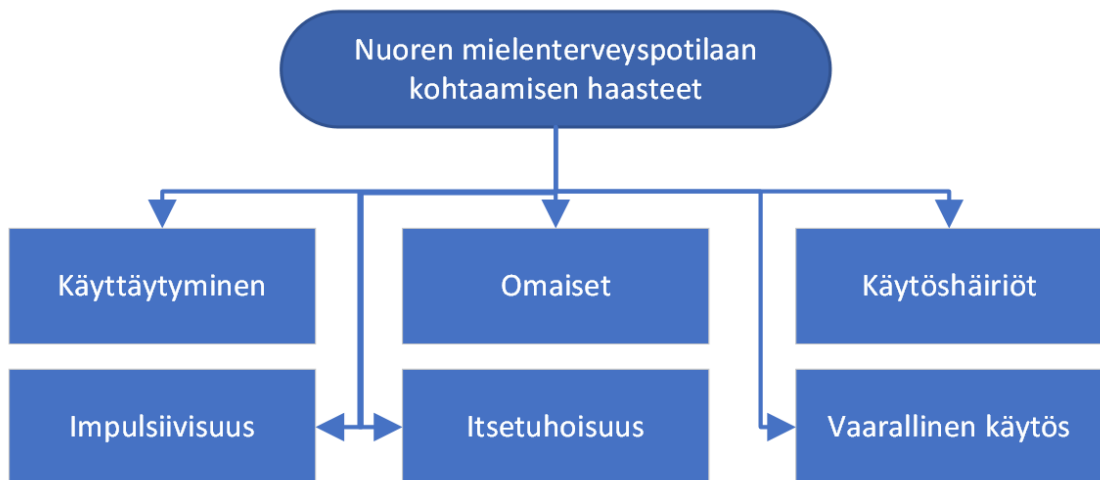 Nuoren mielenterveyspotilaan
kohtaamisen haasteet
Käyttäytyminen
Omaiset
Käytöshäiriöt
Impulsiivisuus
Itsetuhoisuus
Vaarallinen käytös